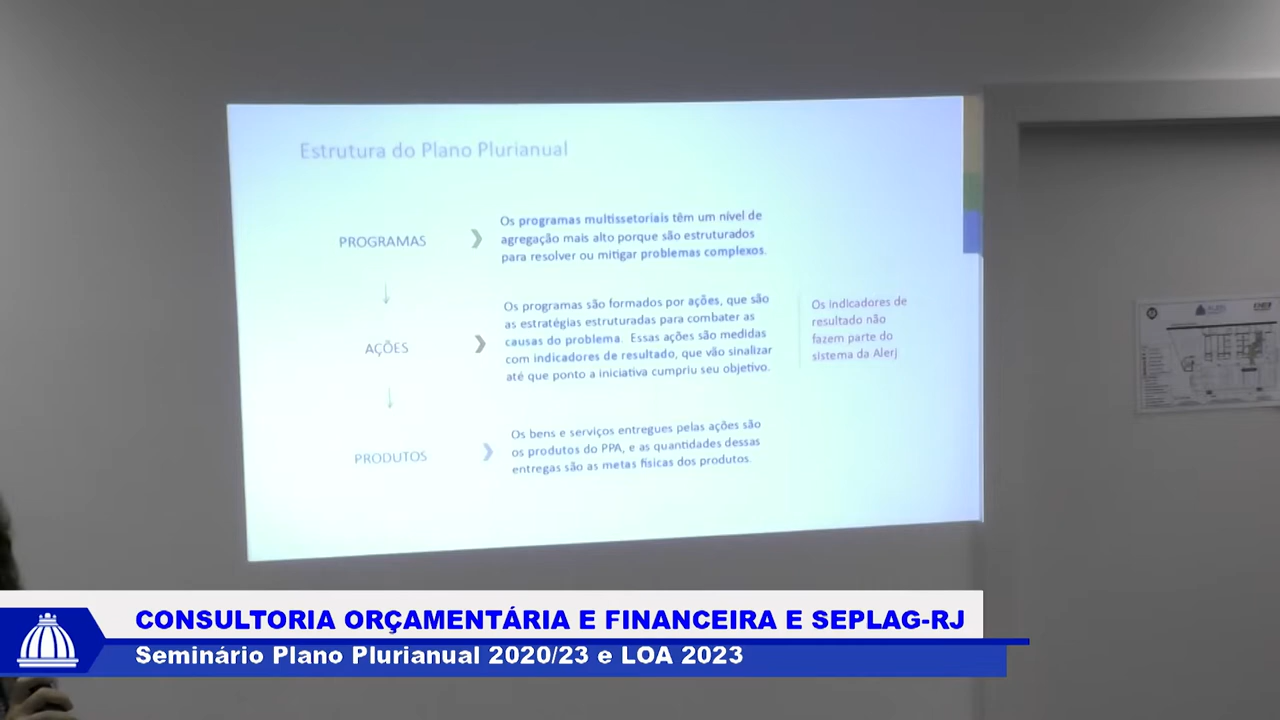 Estrutura do Plano Plurianual
PROGRAMAS
Os programas multissetoriais têm um nível de
agregação mais alto porque são estruturados
para resolver ou mitigar problemas complexos.
AÇÕES
Os programas são formados por ações, que são
as estratégias estruturadas para combater as
causas do problema. Essas ações são medidas
com indicadores de resultado, que vão sinalizar
até que ponto a iniciativa cumpriu seu objetivo.
Os indicadores de
resultado não
fazem parte do
sistema da Alerj
PRODUTOS
Os bens e serviços entregues pelas ações são
os produtos do PPA, e as quantidades dessas
entregas são as metas físicas dos produtos.
CONSULTORIA ORÇAMENTÁRIA E FINANCEIRA E SEPLAG-RJ
Seminário Plano Plurianual 2020/23 e LOA 2023